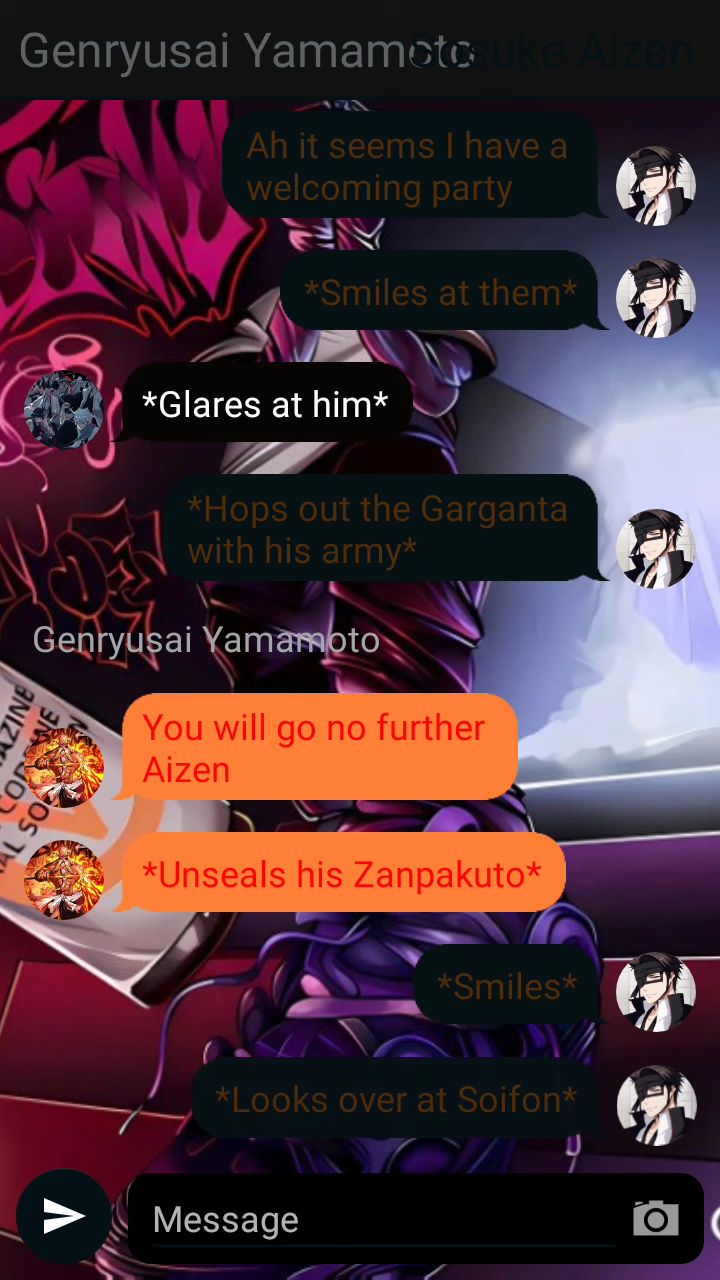 Genryusai Yamamoto Sosuke Aizen
Ah it seems I have a
welcoming party
*Smiles at them*
*Glares at him*
*Hops out the Garganta
with his army*
Genryusai Yamamoto
You will go no further
Aizen
*Unseals his Zanpakuto*
*Smiles*
*Looks over at Soifon*
Message